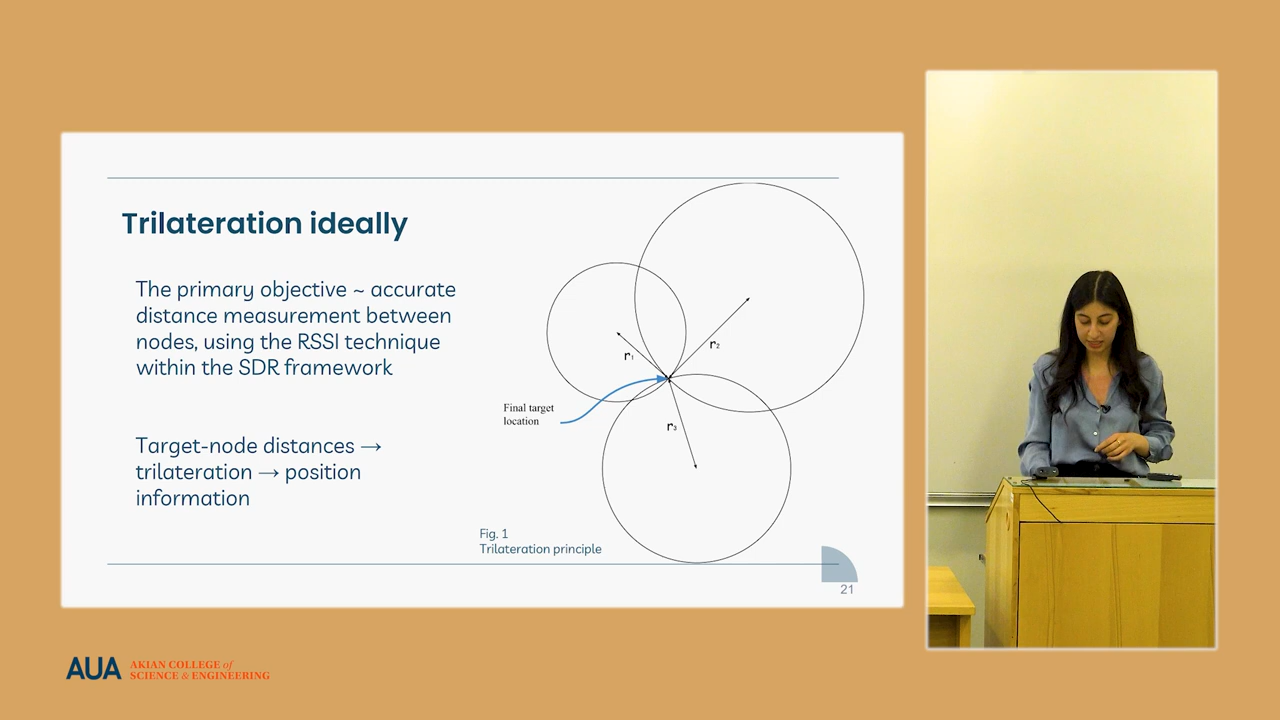 Trilateration ideally
The primary objective ~ accurate
distance measurement between
nodes, using the RSSI technique
within the SDR framework
Target-node distances →
trilateration → position
information
r₁
r₂
r₃
Final target
location
Fig. 1
Trilateration principle
21
AUA
AKIAN COLLEGE of
SCIENCE & ENGINEERING